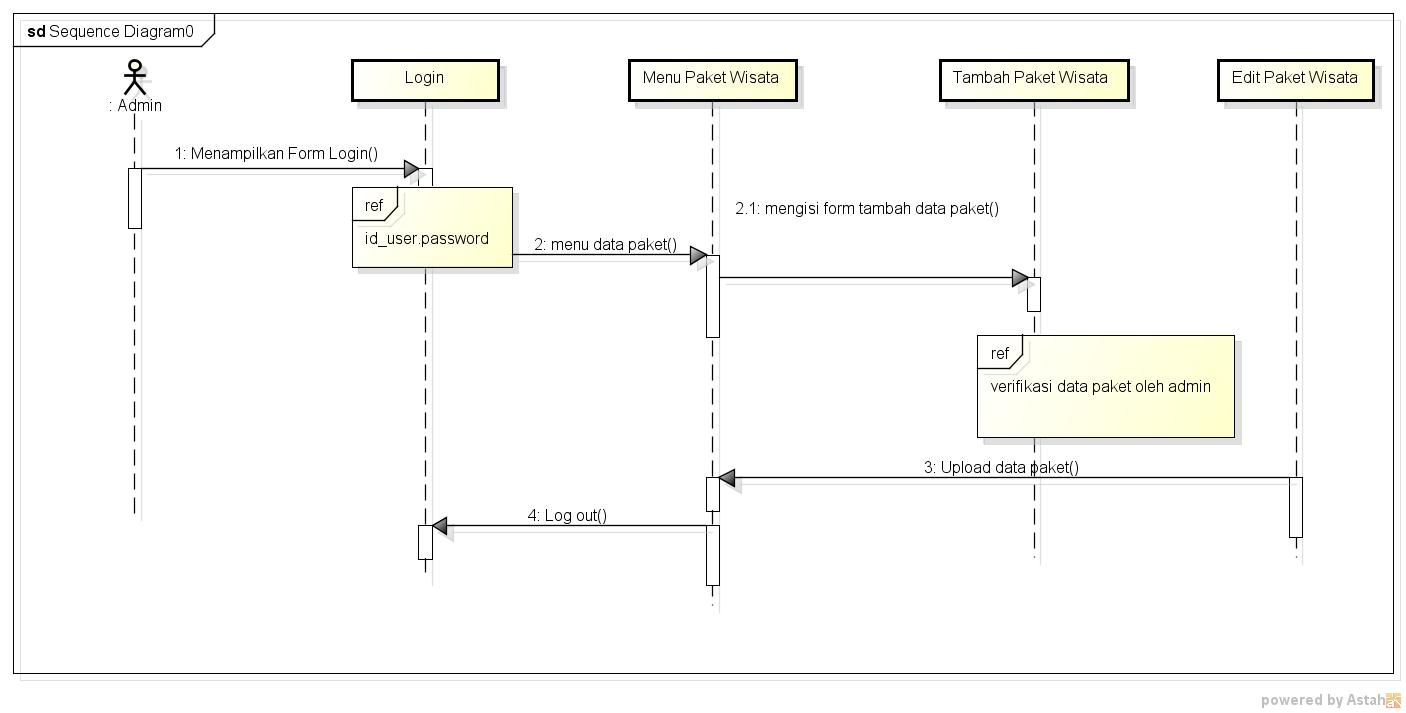 sd Sequence Diagram0
: Admin
Login
Menu Paket Wisata
Tambah Paket Wisata
Edit Paket Wisata
1: Menampilkan Form Login()
ref
id_user.password
2: menu data paket()
2.1: mengisi form tambah data paket()
ref
verifikasi data paket oleh admin
3: Upload data paket()
4: Log out()
powered by Astah